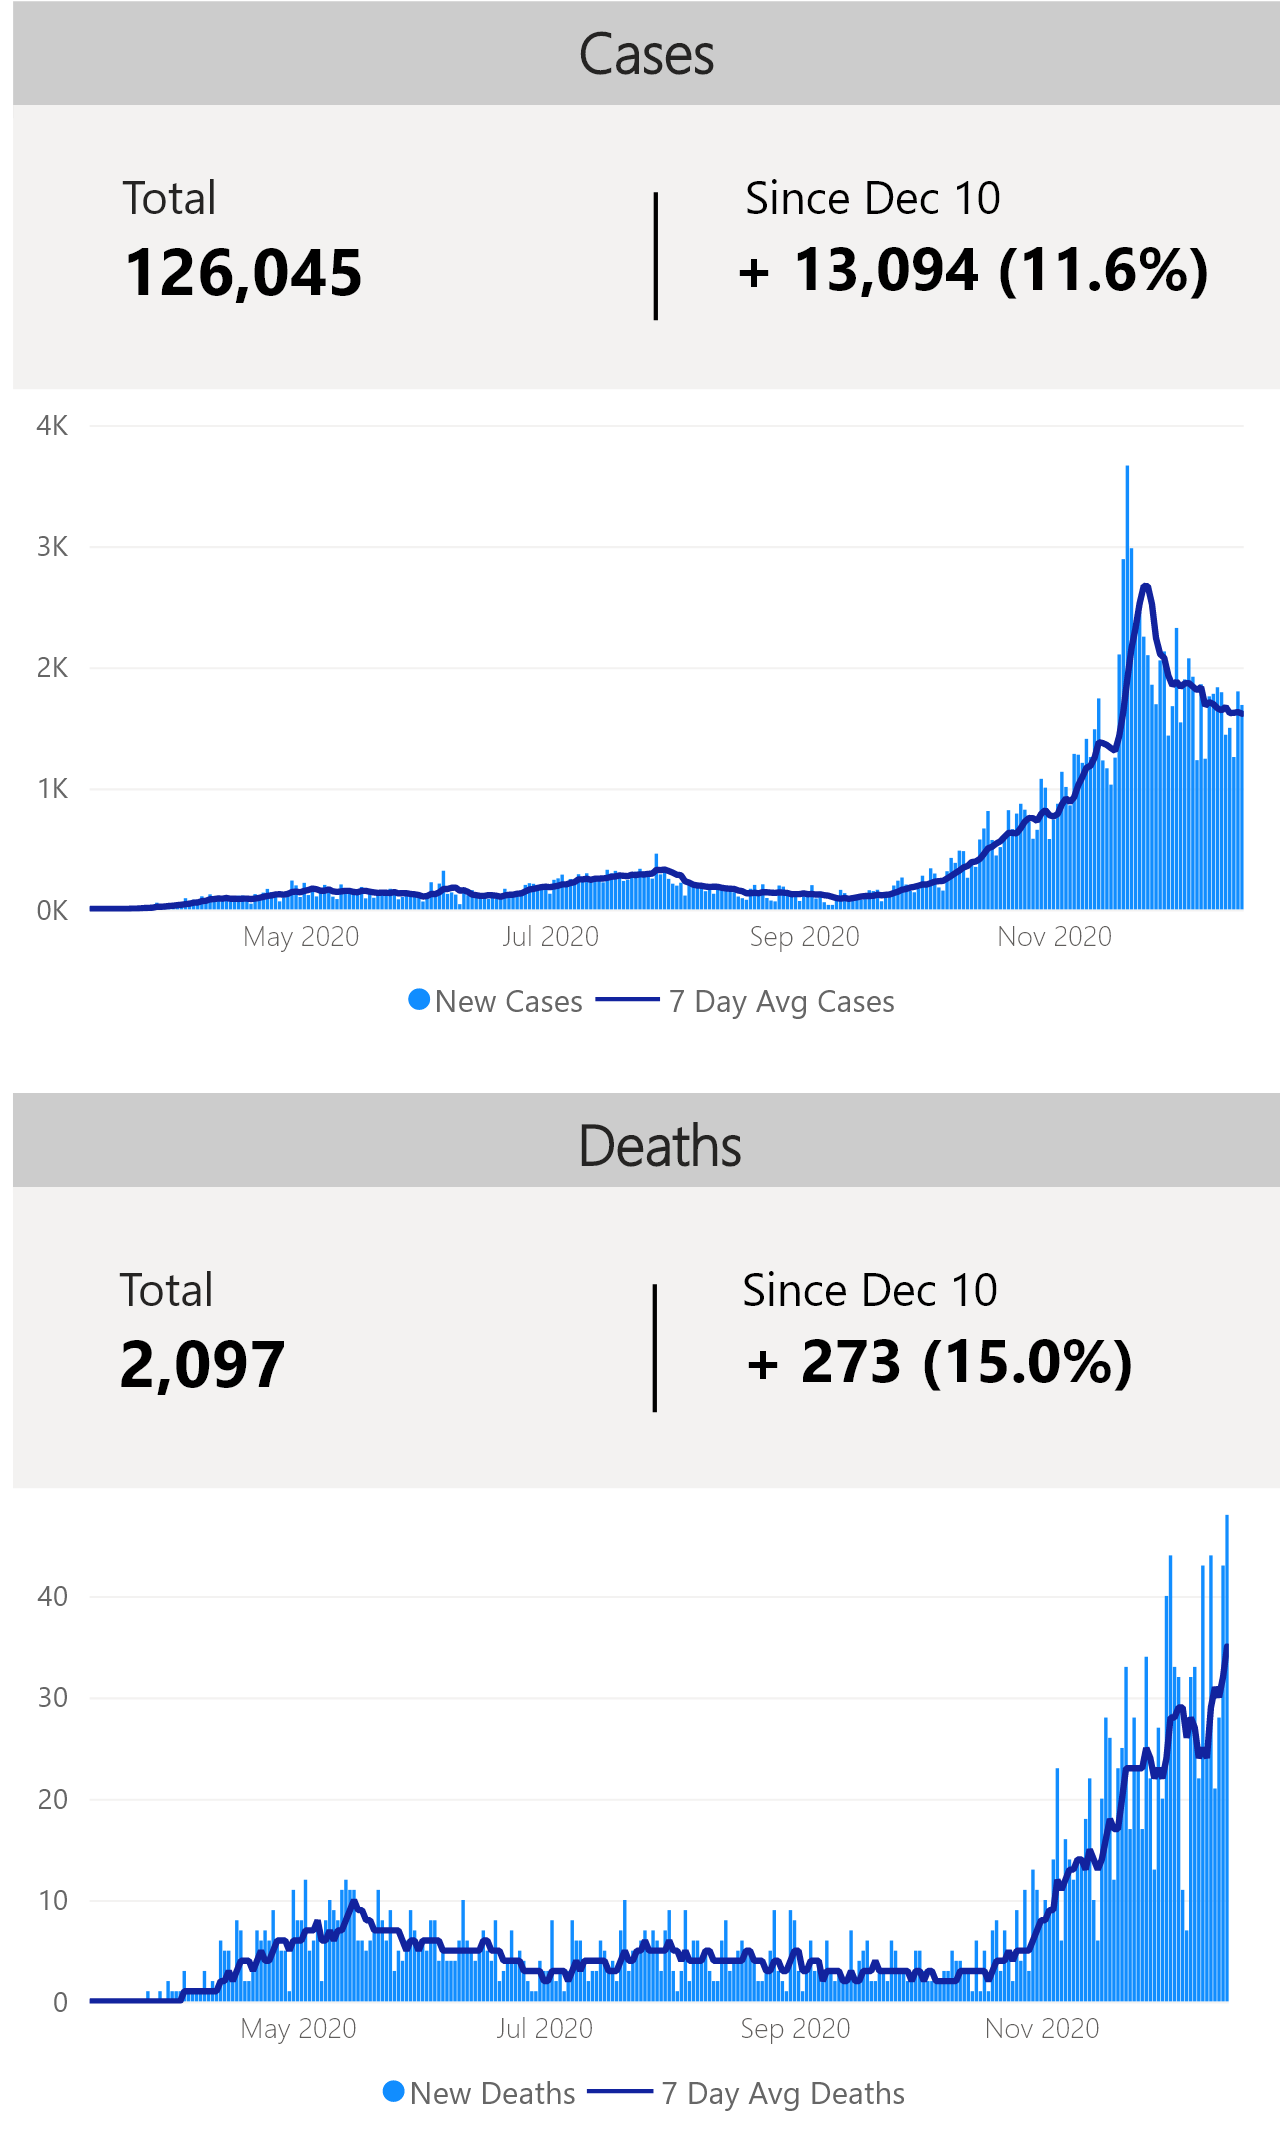 Cases
Total
Since Dec 10
126,045
+ 13,094 (11.6%)
4K
3K
2K
1K
0K
May 2020
Jul 2020
Sep 2020
Nov 2020
New Cases
7 Day Avg Cases
Deaths
Total
Since Dec 10
2,097
+ 273 (15.0%)
40
30
20
10
0
May 2020
Jul 2020
Sep 2020
Nov 2020
New Deaths
7 Day Avg Deaths